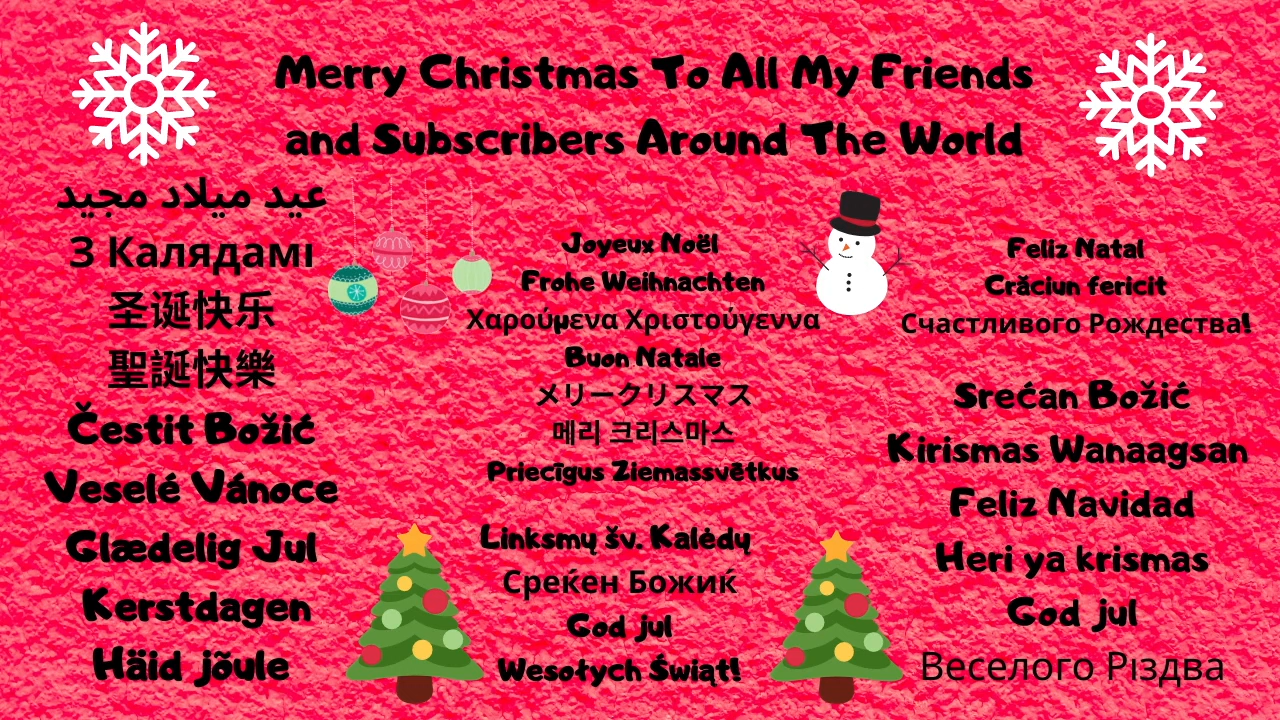 Merry Christmas To All My Friends
and Subscribers Around The World
عيد ميلاد مجيد
З Калядамі
圣诞快乐
聖誕快樂
Čestit Božić
Veselé Vánoce
Glædelig Jul
Kerstdagen
Häid jõule
Joyeux Noël
Frohe Weihnachten
Χαρούμενα Χριστούγεννα
Buon Natale
メリークリスマス
메리 크리스마스
Priecīgus Ziemassvētkus
Linksmų šv. Kalėdų
Среќен Божиќ
God jul
Wesołych Świąt!
Feliz Natal
Crăciun fericit
Счастливого Рождества!
Srećan Božić
Kirismas Wanaagsan
Feliz Navidad
Heri ya krismas
God jul
Веселого Різдва